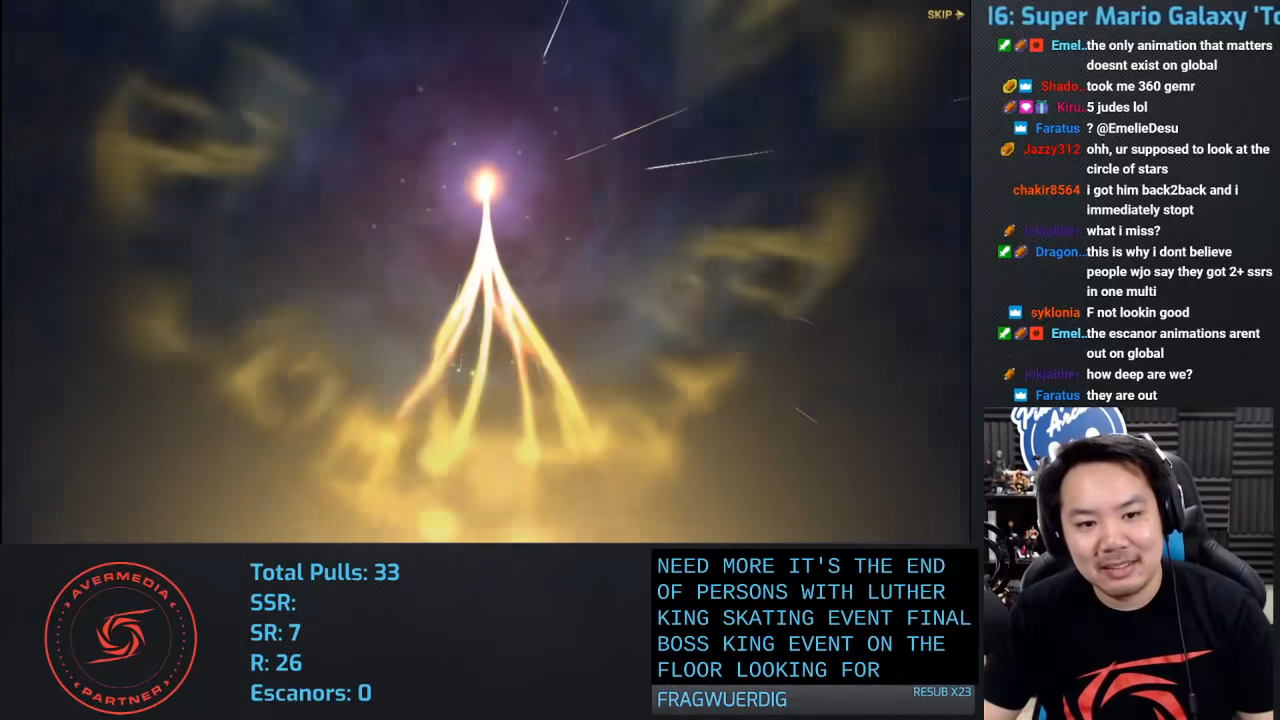 SKIP
16: Super Mario Galaxy 'To
Emel..the only animation that matters
doesnt exist on global
Shado..took me 360 gemr
Kiru..5 judes lol
Faratus ? @EmelieDesu
Jazzy312 ohh, ur supposed to look at the
circle of stars
chakir8564 i got him back2back and i
immediately stopt
jokjabber what i miss?
Dragon..this is why i dont believe
people wjo say they got 2+ ssrs
in one multi
syklonia F not lookin good
Emel..the escanor animations arent
out on global
jokjabber how deep are we?
Faratus they are out
AVERMEDIA
PARTNER
Total Pulls: 33
SSR:
SR: 7
R: 26
Escanors: 0
NEED MORE IT'S THE END
OF PERSONS WITH LUTHER
KING SKATING EVENT FINAL
BOSS KING EVENT ON THE
FLOOR LOOKING FOR
FRAGWUERDIG
RESUB X23